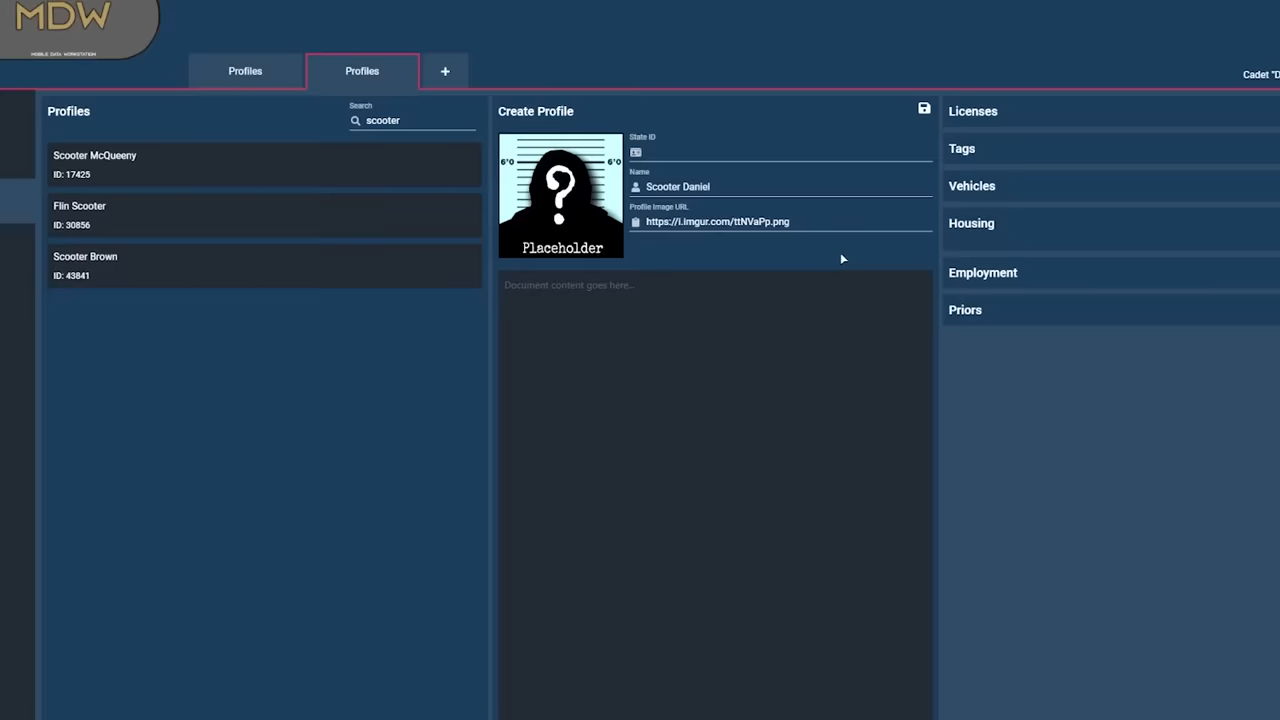 MDW
MOBILE DATA WORKSTATION
Profiles
Profiles
+
Cadet "D
Profiles
Search
scooter
Scooter McQueeny
ID: 17425
Flin Scooter
ID: 30856
Scooter Brown
ID: 43841
Create Profile
6'0 6'0
?
Placeholder
State ID
Name
Scooter Daniel
Profile Image URL
https://i.imgur.com/ttNVaPp.png
Document content goes here...
Licenses
Tags
Vehicles
Housing
Employment
Priors